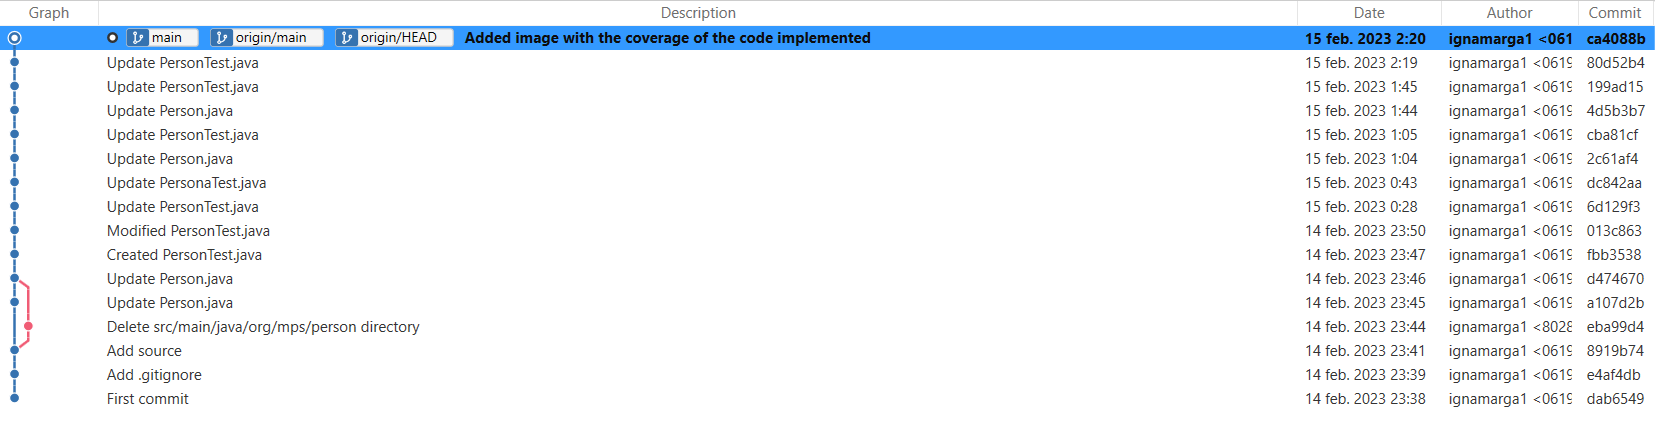 Graph Description Date Author Commit
main origin/main origin/HEAD Added image with the coverage of the code implemented 15 feb. 2023 2:20 ignamarga1 <061 ca4088b
Update PersonTest.java 15 feb. 2023 2:19 ignamarga1 <0619 80d52b4
Update PersonTest.java 15 feb. 2023 1:45 ignamarga1 <0619 199ad15
Update Person.java 15 feb. 2023 1:44 ignamarga1 <0619 4d5b3b7
Update PersonTest.java 15 feb. 2023 1:05 ignamarga1 <0619 cba81cf
Update Person.java 15 feb. 2023 1:04 ignamarga1 <0619 2c61af4
Update PersonaTest.java 15 feb. 2023 0:43 ignamarga1 <0619 dc842aa
Update PersonTest.java 15 feb. 2023 0:28 ignamarga1 <0619 6d129f3
Modified PersonTest.java 14 feb. 2023 23:50 ignamarga1 <0619 013c863
Created PersonTest.java 14 feb. 2023 23:47 ignamarga1 <0619 fbb3538
Update Person.java 14 feb. 2023 23:46 ignamarga1 <0619 d474670
Update Person.java 14 feb. 2023 23:45 ignamarga1 <0619 a107d2b
Delete src/main/java/org/mps/person directory 14 feb. 2023 23:44 ignamarga1 <8028 eba99d4
Add source 14 feb. 2023 23:41 ignamarga1 <0619 8919b74
Add .gitignore 14 feb. 2023 23:39 ignamarga1 <0619 e4af4db
First commit 14 feb. 2023 23:38 ignamarga1 <0619 dab6549